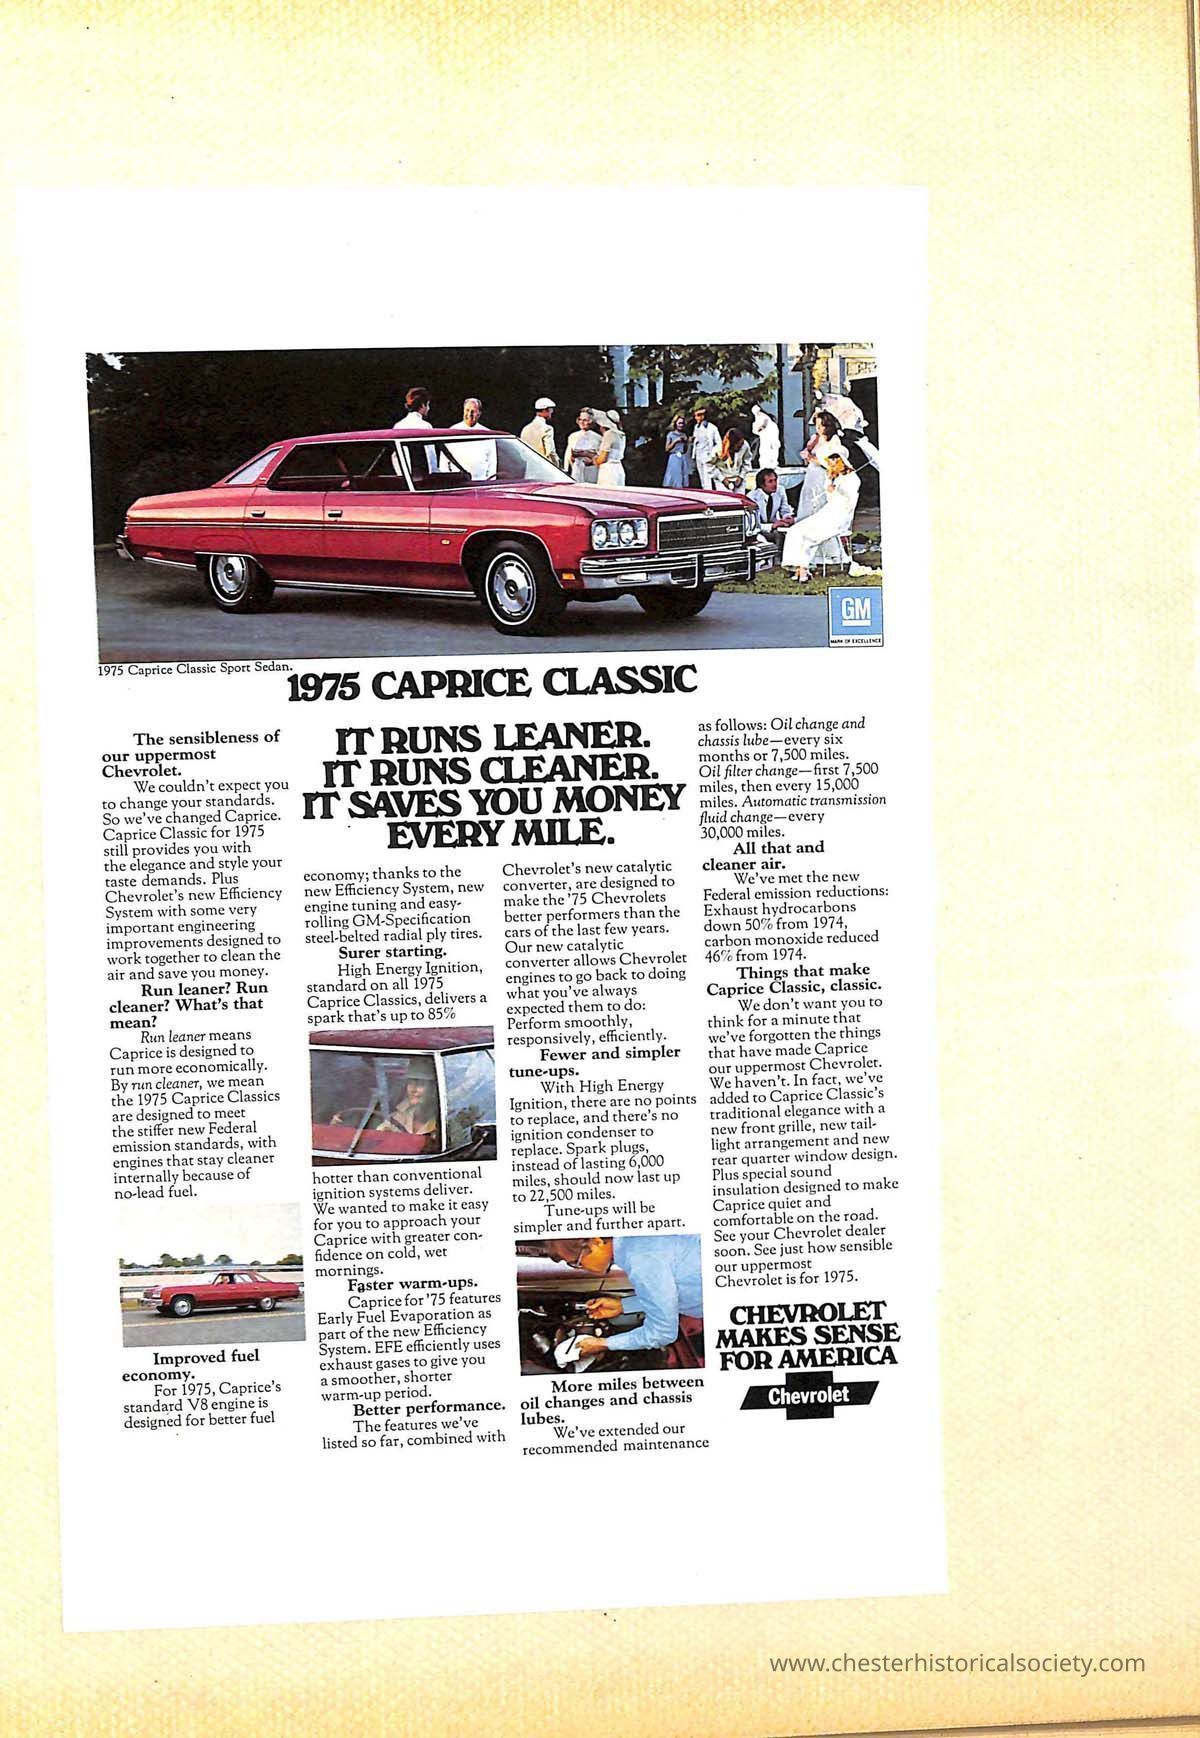 GM
MARK OF EXCELLENCE
1975 Caprice Classic Sport Sedan.
1975 CAPRICE CLASSIC
IT RUNS LEANER.
IT RUNS CLEANER.
IT SAVES YOU MONEY
EVERY MILE.
The sensibleness of
our uppermost
Chevrolet.
We couldn't expect you
to change your standards.
So we've changed Caprice.
Caprice Classic for 1975
still provides you with
the elegance and style your
taste demands. Plus
Chevrolet's new Efficiency
System with some very
important engineering
improvements designed to
work together to clean the
air and save you money.
Run leaner? Run
cleaner? What's that
mean?
Run leaner means
Caprice is designed to
run more economically.
By run cleaner, we mean
the 1975 Caprice Classics
are designed to meet
the stiffer new Federal
emission standards, with
engines that stay cleaner
internally because of
no-lead fuel.
Improved fuel
economy.
For 1975, Caprice's
standard V8 engine is
designed for better fuel
economy; thanks to the
new Efficiency System, new
engine tuning and easy-
rolling GM-Specification
steel-belted radial ply tires.
Surer starting.
High Energy Ignition,
standard on all 1975
Caprice Classics, delivers a
spark that's up to 85%
hotter than conventional
ignition systems deliver.
We wanted to make it easy
for you to approach your
Caprice with greater con-
fidence on cold, wet
mornings.
Faster warm-ups.
Caprice for '75 features
Early Fuel Evaporation as
part of the new Efficiency
System. EFE efficiently uses
exhaust gases to give you
a smoother, shorter
warm-up period.
Better performance.
The features we've
listed so far, combined with
Chevrolet's new catalytic
converter, are designed to
make the '75 Chevrolets
better performers than the
cars of the last few years.
Our new catalytic
converter allows Chevrolet
engines to go back to doing
what you've always
expected them to do:
Perform smoothly,
responsively, efficiently.
Fewer and simpler
tune-ups.
With High Energy
Ignition, there are no points
to replace, and there's no
ignition condenser to
replace. Spark plugs,
instead of lasting 6,000
miles, should now last up
to 22,500 miles.
Tune-ups will be
simpler and further apart.
More miles between
oil changes and chassis
lubes.
We've extended our
recommended maintenance
as follows: Oil change and
chassis lube—every six
months or 7,500 miles.
Oil filter change—first 7,500
miles, then every 15,000
miles. Automatic transmission
fluid change—every
30,000 miles.
All that and
cleaner air.
We've met the new
Federal emission reductions:
Exhaust hydrocarbons
down 50% from 1974,
carbon monoxide reduced
46% from 1974.
Things that make
Caprice Classic, classic.
We don't want you to
think for a minute that
we've forgotten the things
that have made Caprice
our uppermost Chevrolet.
We haven't. In fact, we've
added to Caprice Classic's
traditional elegance with a
new front grille, new tail-
light arrangement and new
rear quarter window design.
Plus special sound
insulation designed to make
Caprice quiet and
comfortable on the road.
See your Chevrolet dealer
soon. See just how sensible
our uppermost
Chevrolet is for 1975.
CHEVROLET
MAKES SENSE
FOR AMERICA
Chevrolet
www.chesterhistoricalsociety.com